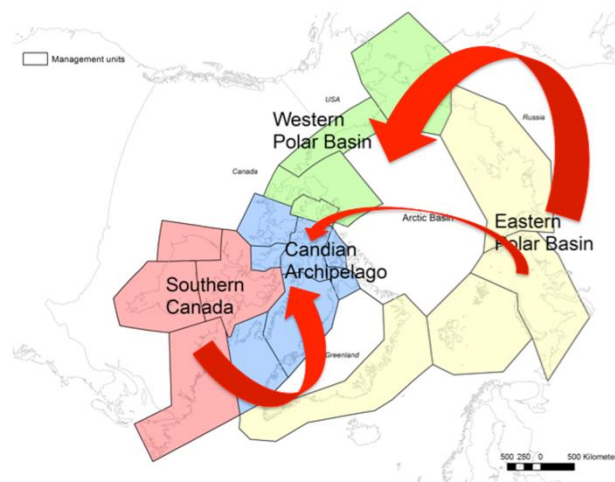 Management units
USA
Western
Polar Basin
Russia
Canada
Arctic Basin
Eastern
Polar Basin
Candian
Archipelago
Southern
Canada
Greenland
500 250 0 500 Kilometer